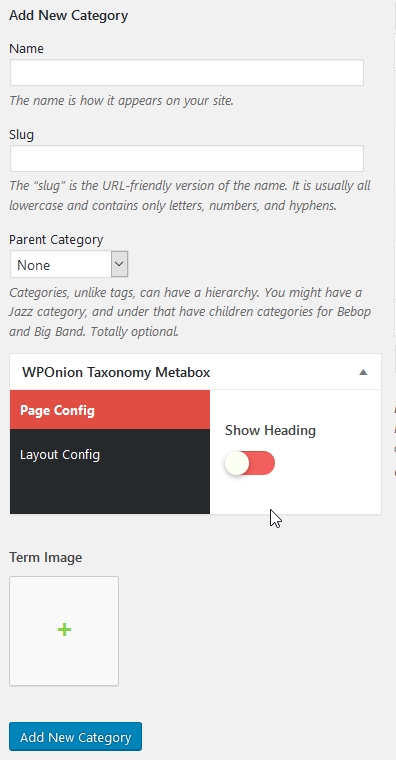 Add New Category
Name
The name is how it appears on your site.
Slug
The “slug” is the URL-friendly version of the name. It is usually all
lowercase and contains only letters, numbers, and hyphens.
Parent Category
None
Categories, unlike tags, can have a hierarchy. You might have a
Jazz category, and under that have children categories for Bebop
and Big Band. Totally optional.
WPOnion Taxonomy Metabox
Page Config
Layout Config
Show Heading
Term Image
+
Add New Category